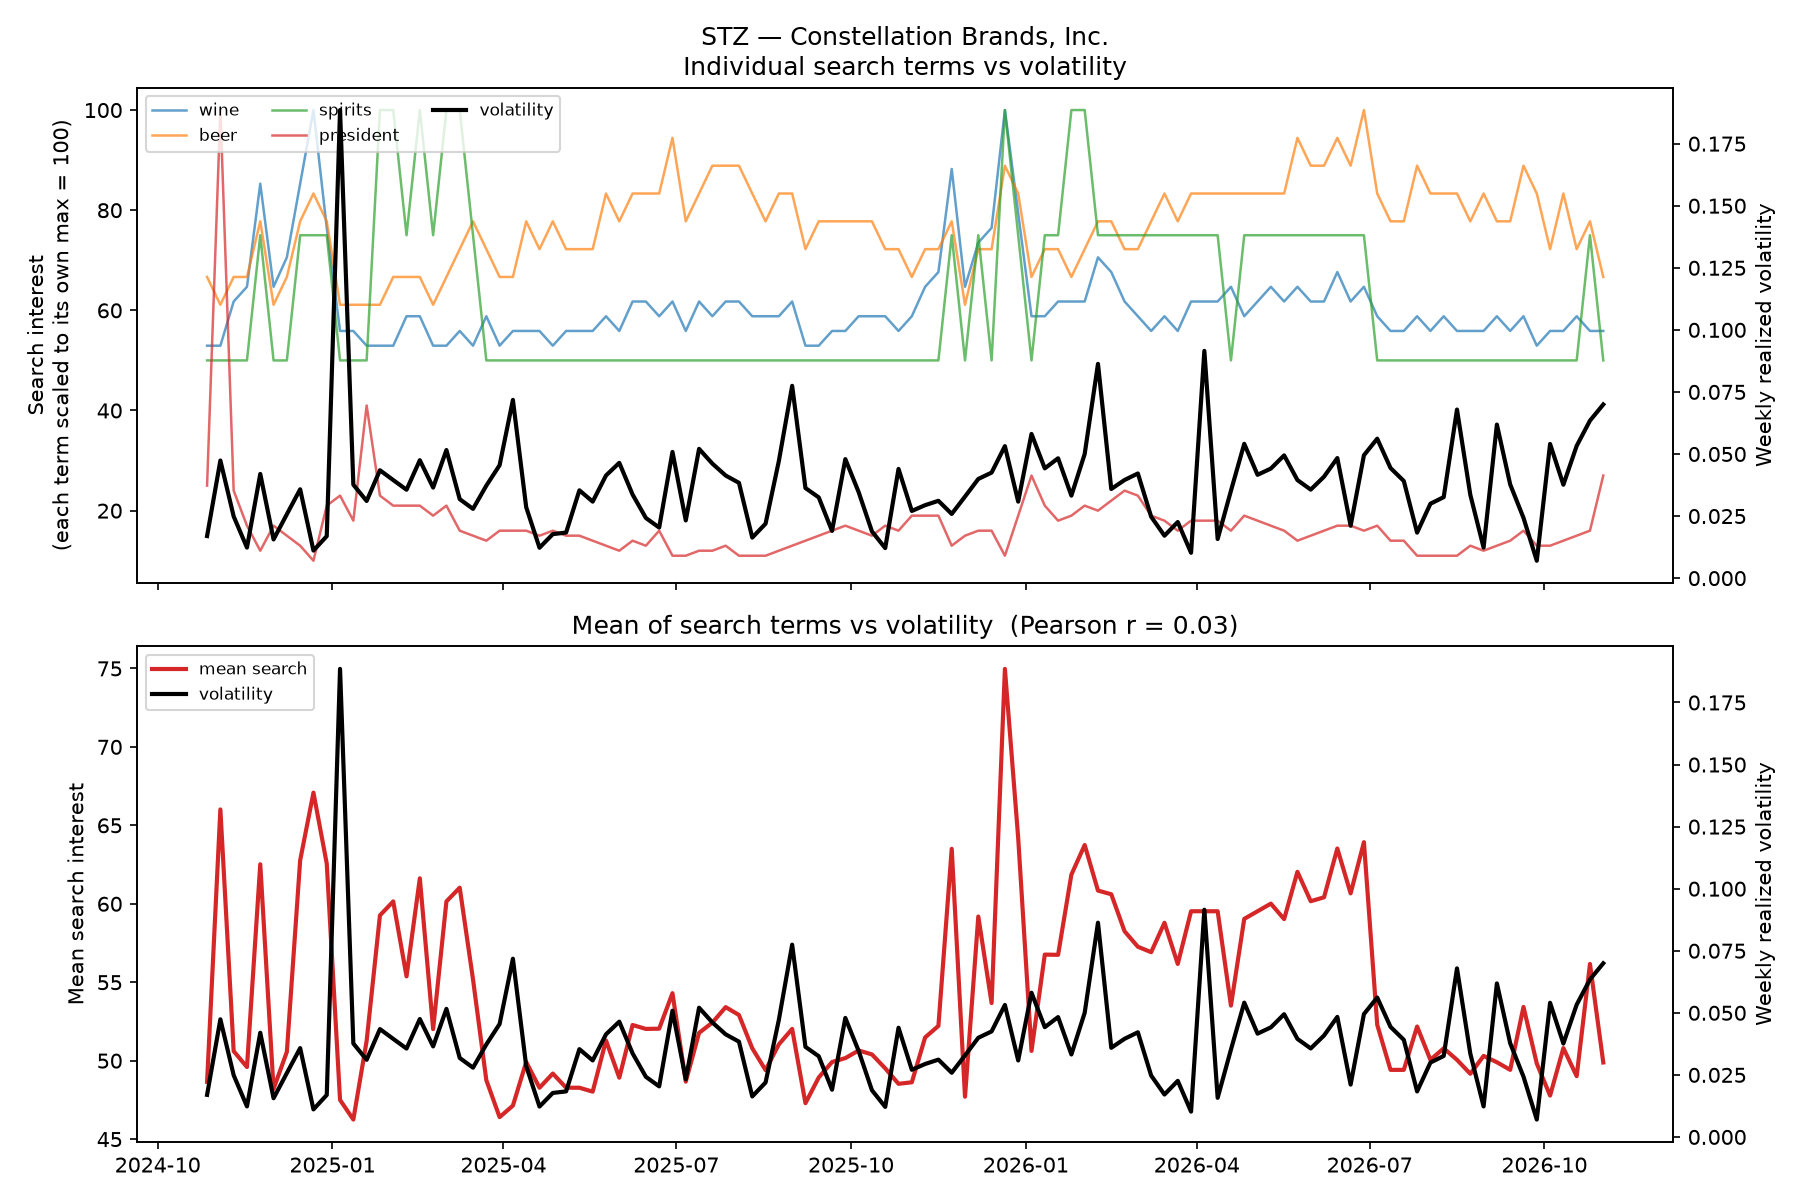 STZ — Constellation Brands, Inc.
Individual search terms vs volatility
Search interest
(each term scaled to its own max = 100)
100
80
60
40
20
wine
beer
spirits
president
volatility
0.175
0.150
0.125
0.100
0.075
0.050
0.025
0.000
Weekly realized volatility
Mean of search terms vs volatility (Pearson r = 0.03)
Mean search interest
75
70
65
60
55
50
45
mean search
volatility
0.175
0.150
0.125
0.100
0.075
0.050
0.025
0.000
Weekly realized volatility
2024-10
2025-01
2025-04
2025-07
2025-10
2026-01
2026-04
2026-07
2026-10